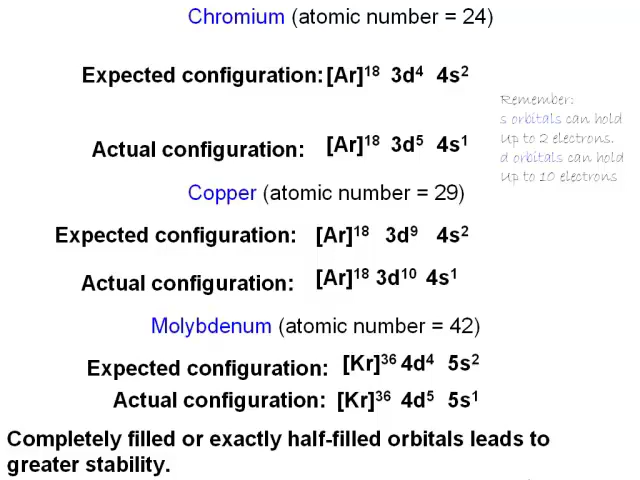 Chromium (atomic number = 24)
Expected configuration: [Ar]¹⁸ 3d⁴ 4s²
Remember:
s orbitals can hold
Up to 2 electrons.
d orbitals can hold
Up to 10 electrons
Actual configuration: [Ar]¹⁸ 3d⁵ 4s¹
Copper (atomic number = 29)
Expected configuration: [Ar]¹⁸ 3d⁹ 4s²
Actual configuration: [Ar]¹⁸ 3d¹⁰ 4s¹
Molybdenum (atomic number = 42)
Expected configuration: [Kr]³⁶ 4d⁴ 5s²
Actual configuration: [Kr]³⁶ 4d⁵ 5s¹
Completely filled or exactly half-filled orbitals leads to
greater stability.